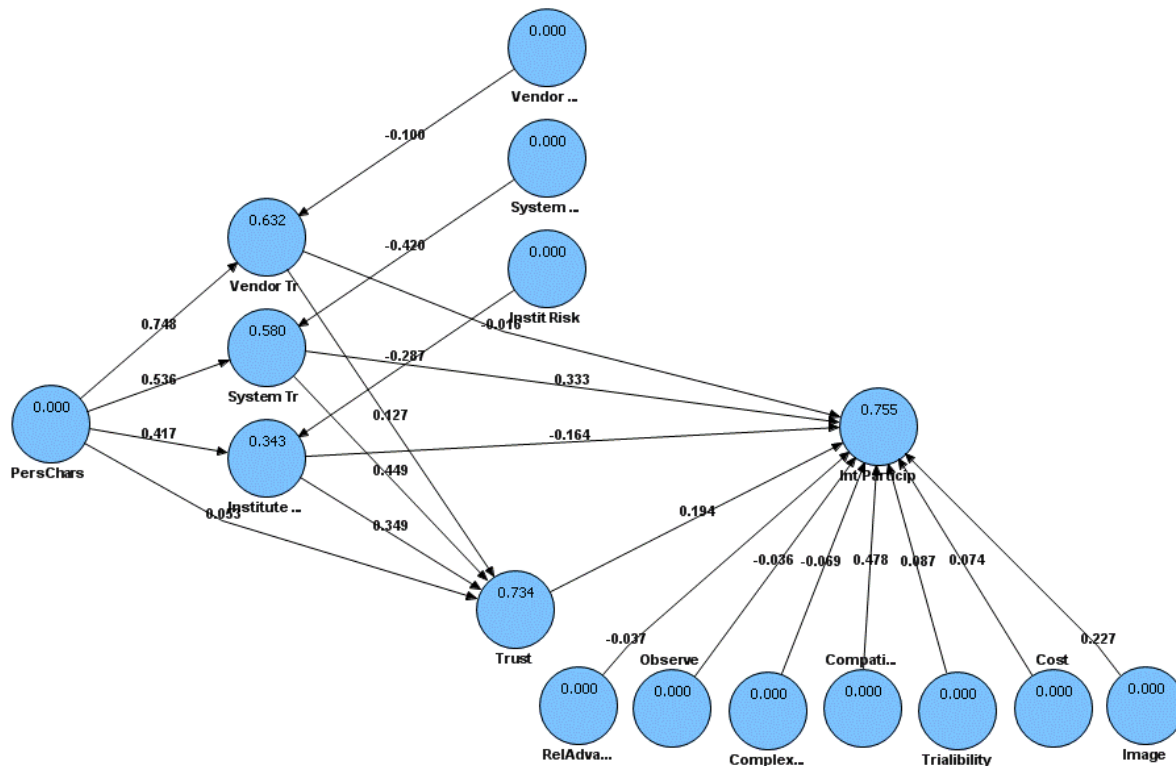 0.000
Vendor ...
-0.100
0.000
System ...
0.632
Vendor Tr
-0.420
0.000
Instit Risk
-0.016
0.748
0.580
System Tr
-0.287
0.333
0.536
0.000
PersChars
0.417
0.343
Institute ...
0.127
-0.164
0.755
Int Particip
0.449
0.053
0.349
0.194
0.734
Trust
-0.036
-0.069
0.478
0.087
0.074
-0.037
0.227
Observe
Compati...
Cost
0.000
0.000
0.000
0.000
0.000
0.000
0.000
RelAdva...
Complex...
Trialibility
Image